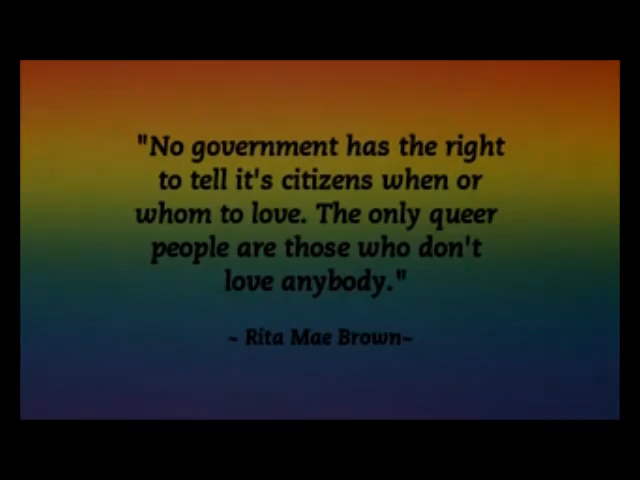 "No government has the right
to tell it's citizens when or
whom to love. The only queer
people are those who don't
love anybody."
~ Rita Mae Brown~